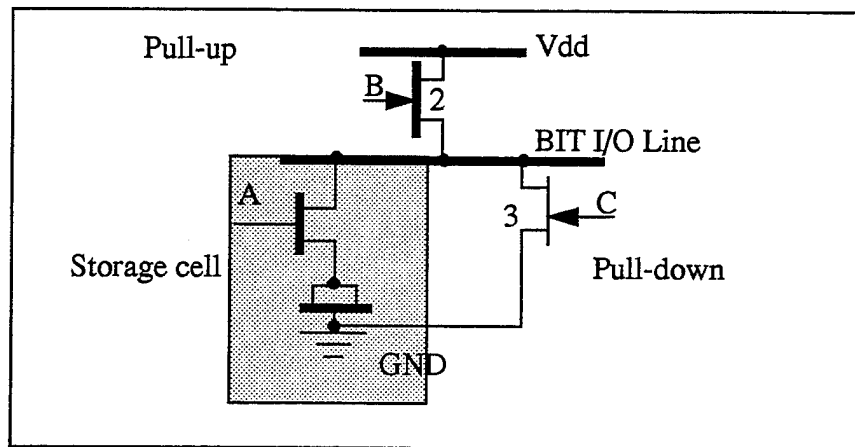 Pull-up
Vdd
B
2
BIT I/O Line
A
3
C
Storage cell
Pull-down
GND